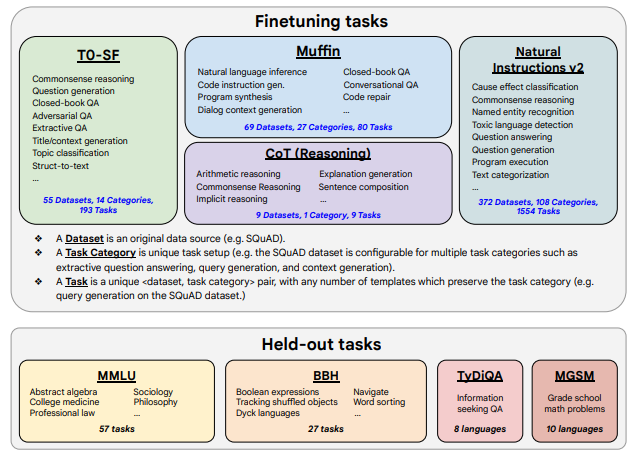 Finetuning tasks
T0-SF
Commonsense reasoning
Question generation
Closed-book QA
Adversarial QA
Extractive QA
Title/context generation
Topic classification
Struct-to-text
...
55 Datasets, 14 Categories,
193 Tasks
Muffin
Natural language inference
Code instruction gen.
Program synthesis
Dialog context generation
Closed-book QA
Conversational QA
Code repair
...
69 Datasets, 27 Categories, 80 Tasks
CoT (Reasoning)
Arithmetic reasoning
Commonsense Reasoning
Implicit reasoning
Explanation generation
Sentence composition
...
9 Datasets, 1 Category, 9 Tasks
Natural
Instructions v2
Cause effect classification
Commonsense reasoning
Named entity recognition
Toxic language detection
Question answering
Question generation
Program execution
Text categorization
...
372 Datasets, 108 Categories,
1554 Tasks
❖ A Dataset is an original data source (e.g. SQuAD).
❖ A Task Category is unique task setup (e.g. the SQuAD dataset is configurable for multiple task categories such as
extractive question answering, query generation, and context generation).
❖ A Task is a unique <dataset, task category> pair, with any number of templates which preserve the task category (e.g.
query generation on the SQuAD dataset.)
Held-out tasks
MMLU
Abstract algebra
College medicine
Professional law
Sociology
Philosophy
...
57 tasks
BBH
Boolean expressions
Tracking shuffled objects
Dyck languages
Navigate
Word sorting
...
27 tasks
TyDiQA
Information
seeking QA
8 languages
MGSM
Grade school
math problems
10 languages